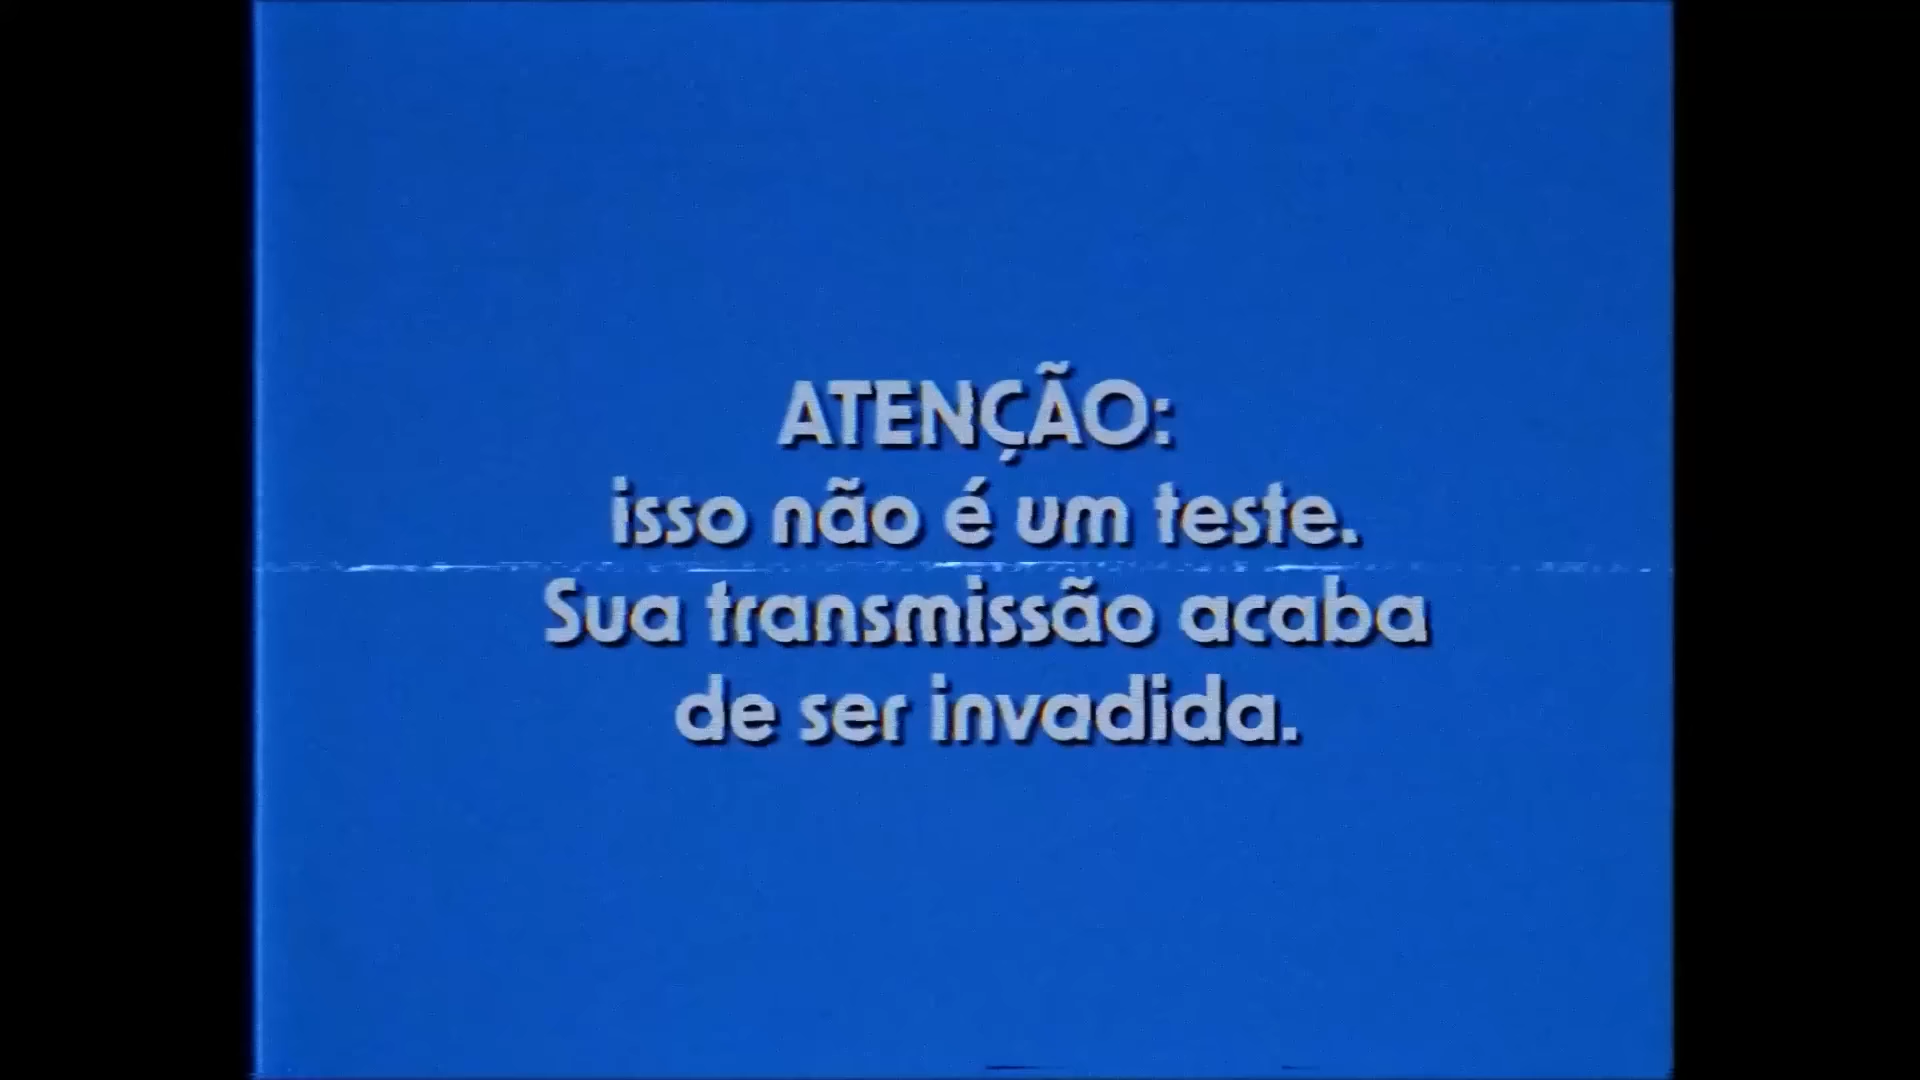 ATENÇÃO:
isso não é um teste.
Sua transmissão acaba
de ser invadida.